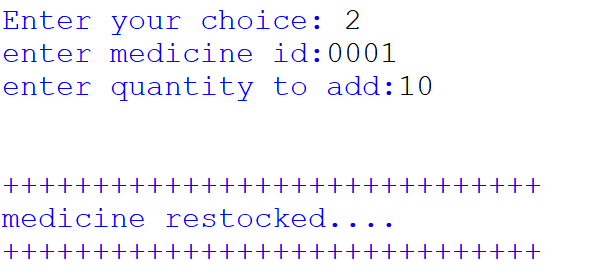 Enter your choice: 2
enter medicine id:0001
enter quantity to add:10
++++++++++++++++++++++++++++++
medicine restocked....
++++++++++++++++++++++++++++++